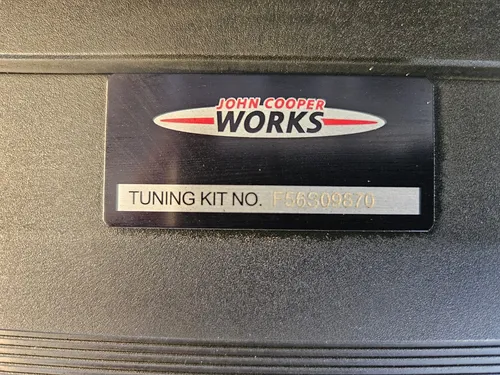 JOHN COOPER
WORKS
TUNING KIT NO. F56S09870